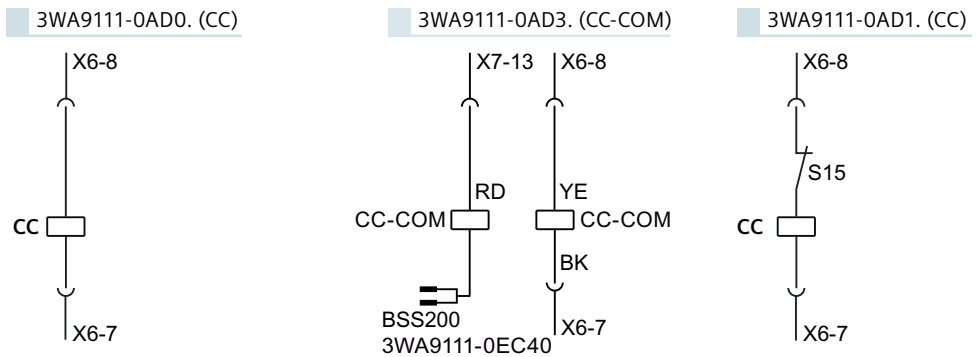 3WA9111-0AD0. (CC)
X6-8
CC
X6-7
3WA9111-0AD3. (CC-COM)
X7-13
X6-8
RD
YE
CC-COM
CC-COM
BK
BSS200
3WA9111-0EC40
X6-7
3WA9111-0AD1. (CC)
X6-8
S15
CC
X6-7